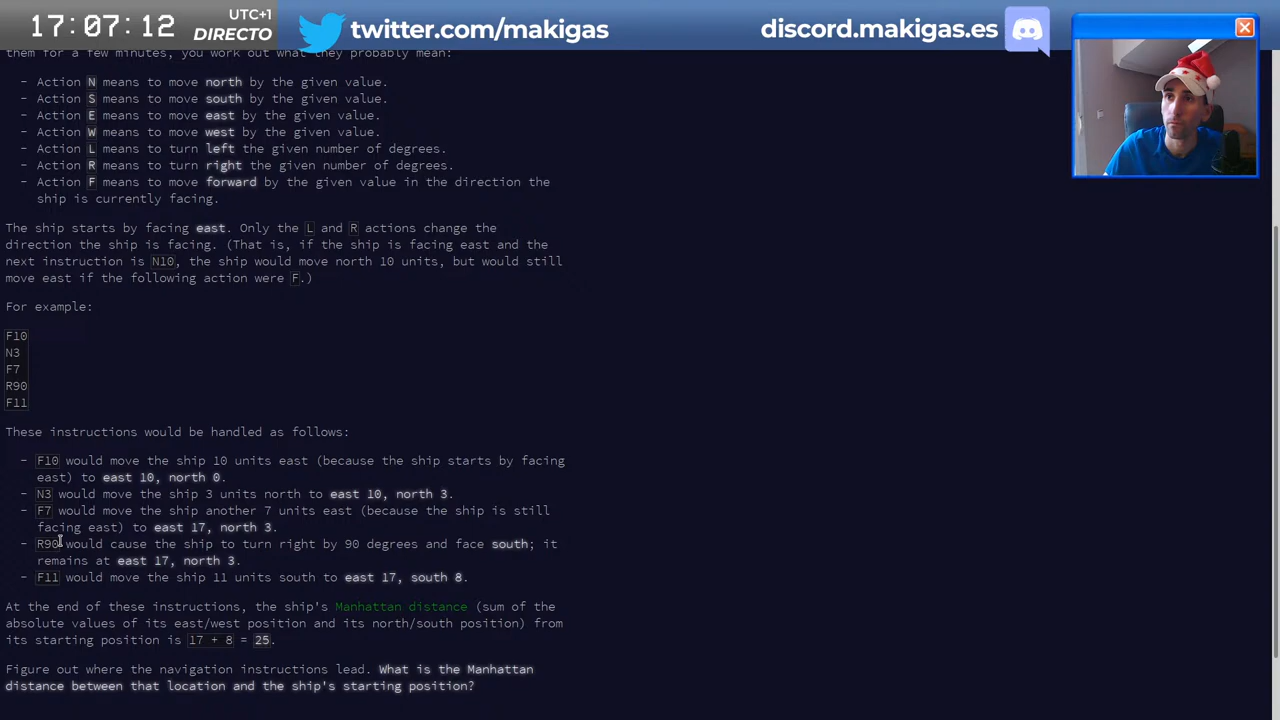 17:07:12
UTC+1
DIRECTO
twitter.com/makigas
discord.makigas.es
them for a few minutes, you work out what they probably mean:
- Action N means to move north by the given value.
- Action S means to move south by the given value.
- Action E means to move east by the given value.
- Action W means to move west by the given value.
- Action L means to turn left the given number of degrees.
- Action R means to turn right the given number of degrees.
- Action F means to move forward by the given value in the direction the
ship is currently facing.
The ship starts by facing east. Only the L and R actions change the
direction the ship is facing. (That is, if the ship is facing east and the
next instruction is N10, the ship would move north 10 units, but would still
move east if the following action were F.)
For example:
F10
N3
F7
R90
F11
These instructions would be handled as follows:
- F10 would move the ship 10 units east (because the ship starts by facing
east) to east 10, north 0.
- N3 would move the ship 3 units north to east 10, north 3.
- F7 would move the ship another 7 units east (because the ship is still
facing east) to east 17, north 3.
- R90 would cause the ship to turn right by 90 degrees and face south; it
remains at east 17, north 3.
- F11 would move the ship 11 units south to east 17, south 8.
At the end of these instructions, the ship's Manhattan distance (sum of the
absolute values of its east/west position and its north/south position) from
its starting position is 17 + 8 = 25.
Figure out where the navigation instructions lead. What is the Manhattan
distance between that location and the ship's starting position?